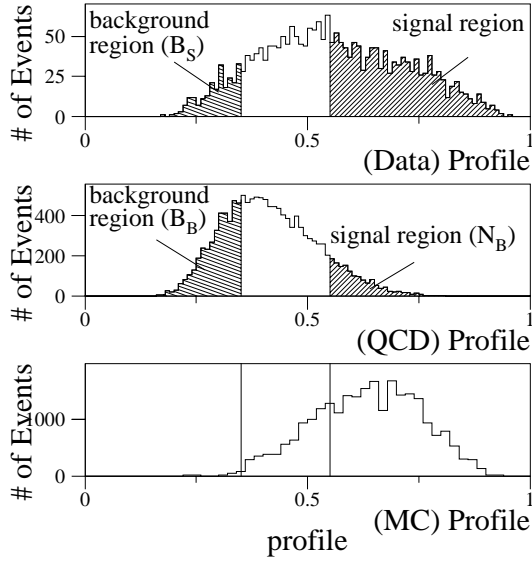 # of Events
50
25
0
background
region (B_S)
signal region
0
0.5
1
(Data) Profile
# of Events
400
200
0
background
region (B_B)
signal region (N_B)
0
0.5
1
(QCD) Profile
# of Events
1000
0
0
0.5
1
(MC) Profile
profile